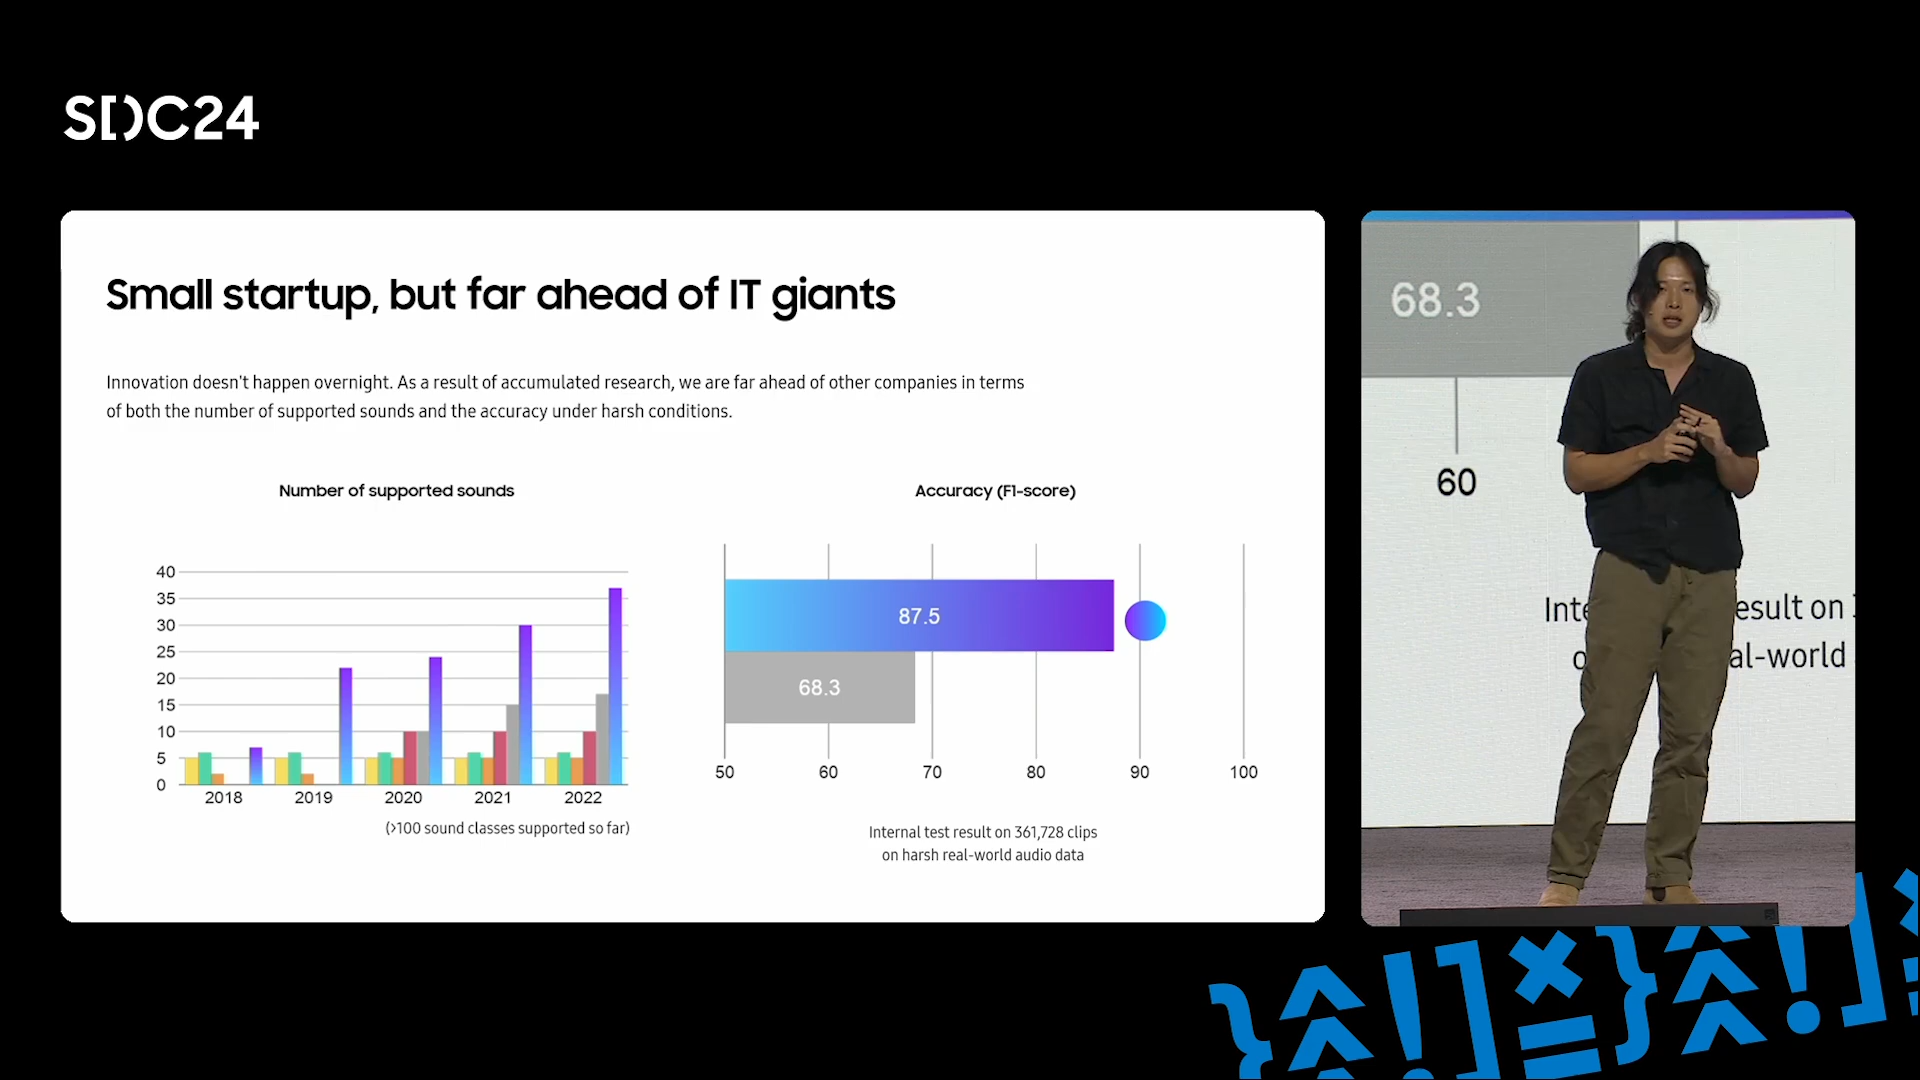 SDC24
Small startup, but far ahead of IT giants
Innovation doesn't happen overnight. As a result of accumulated research, we are far ahead of other companies in terms
of both the number of supported sounds and the accuracy under harsh conditions.
Number of supported sounds
40
35
30
25
20
15
10
5
0
2018 2019 2020 2021 2022
(>100 sound classes supported so far)
Accuracy (F1-score)
87.5
68.3
50 60 70 80 90 100
Internal test result on 361,728 clips
on harsh real-world audio data
68.3
60
Inte esult on
al-world